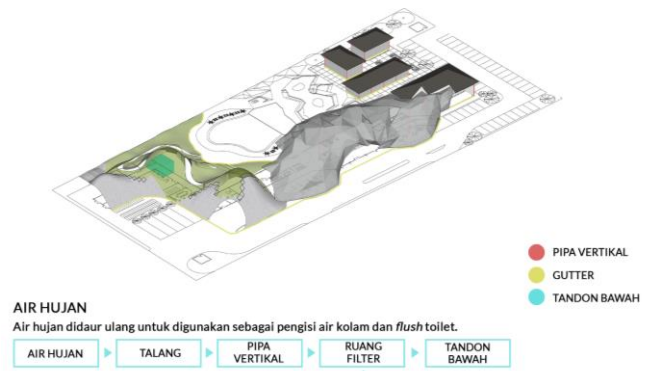 PIPA VERTIKAL
GUTTER
TANDON BAWAH
AIR HUJAN
Air hujan didaur ulang untuk digunakan sebagai pengisi air kolam dan flush toilet.
AIR HUJAN
TALANG
PIPA
VERTIKAL
RUANG
FILTER
TANDON
BAWAH